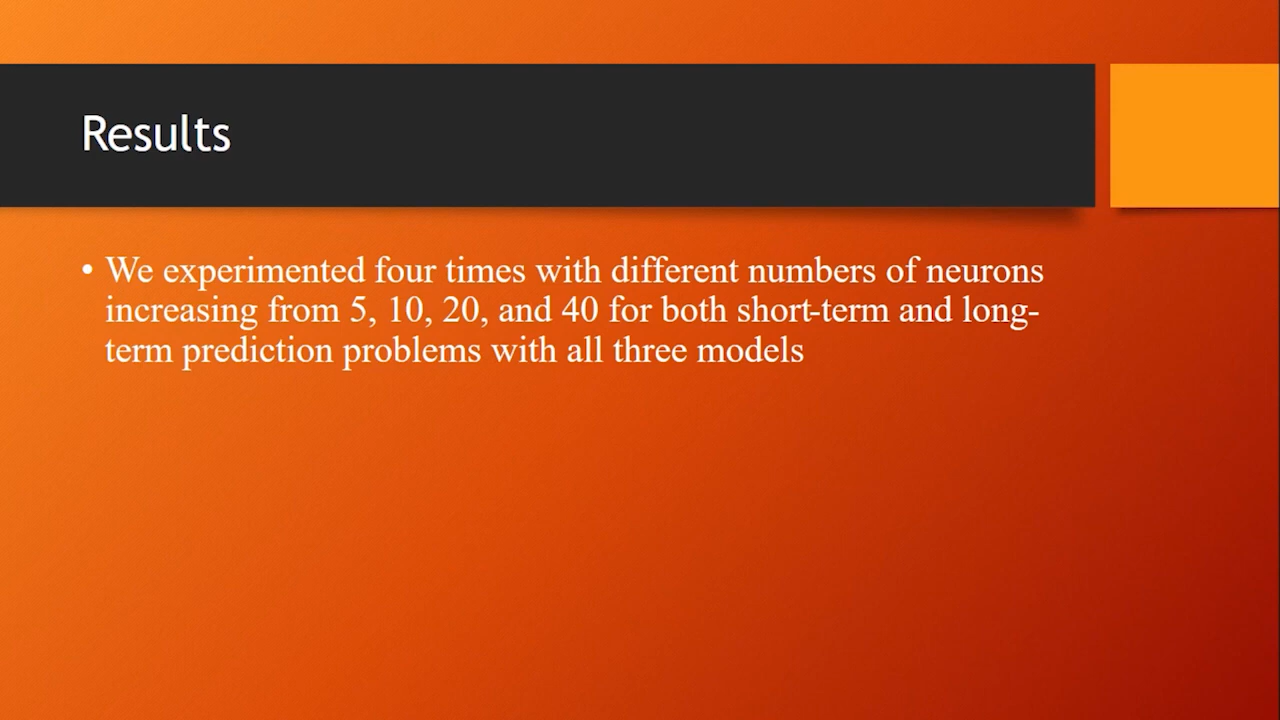 Results
• We experimented four times with different numbers of neurons
increasing from 5, 10, 20, and 40 for both short-term and long-
term prediction problems with all three models